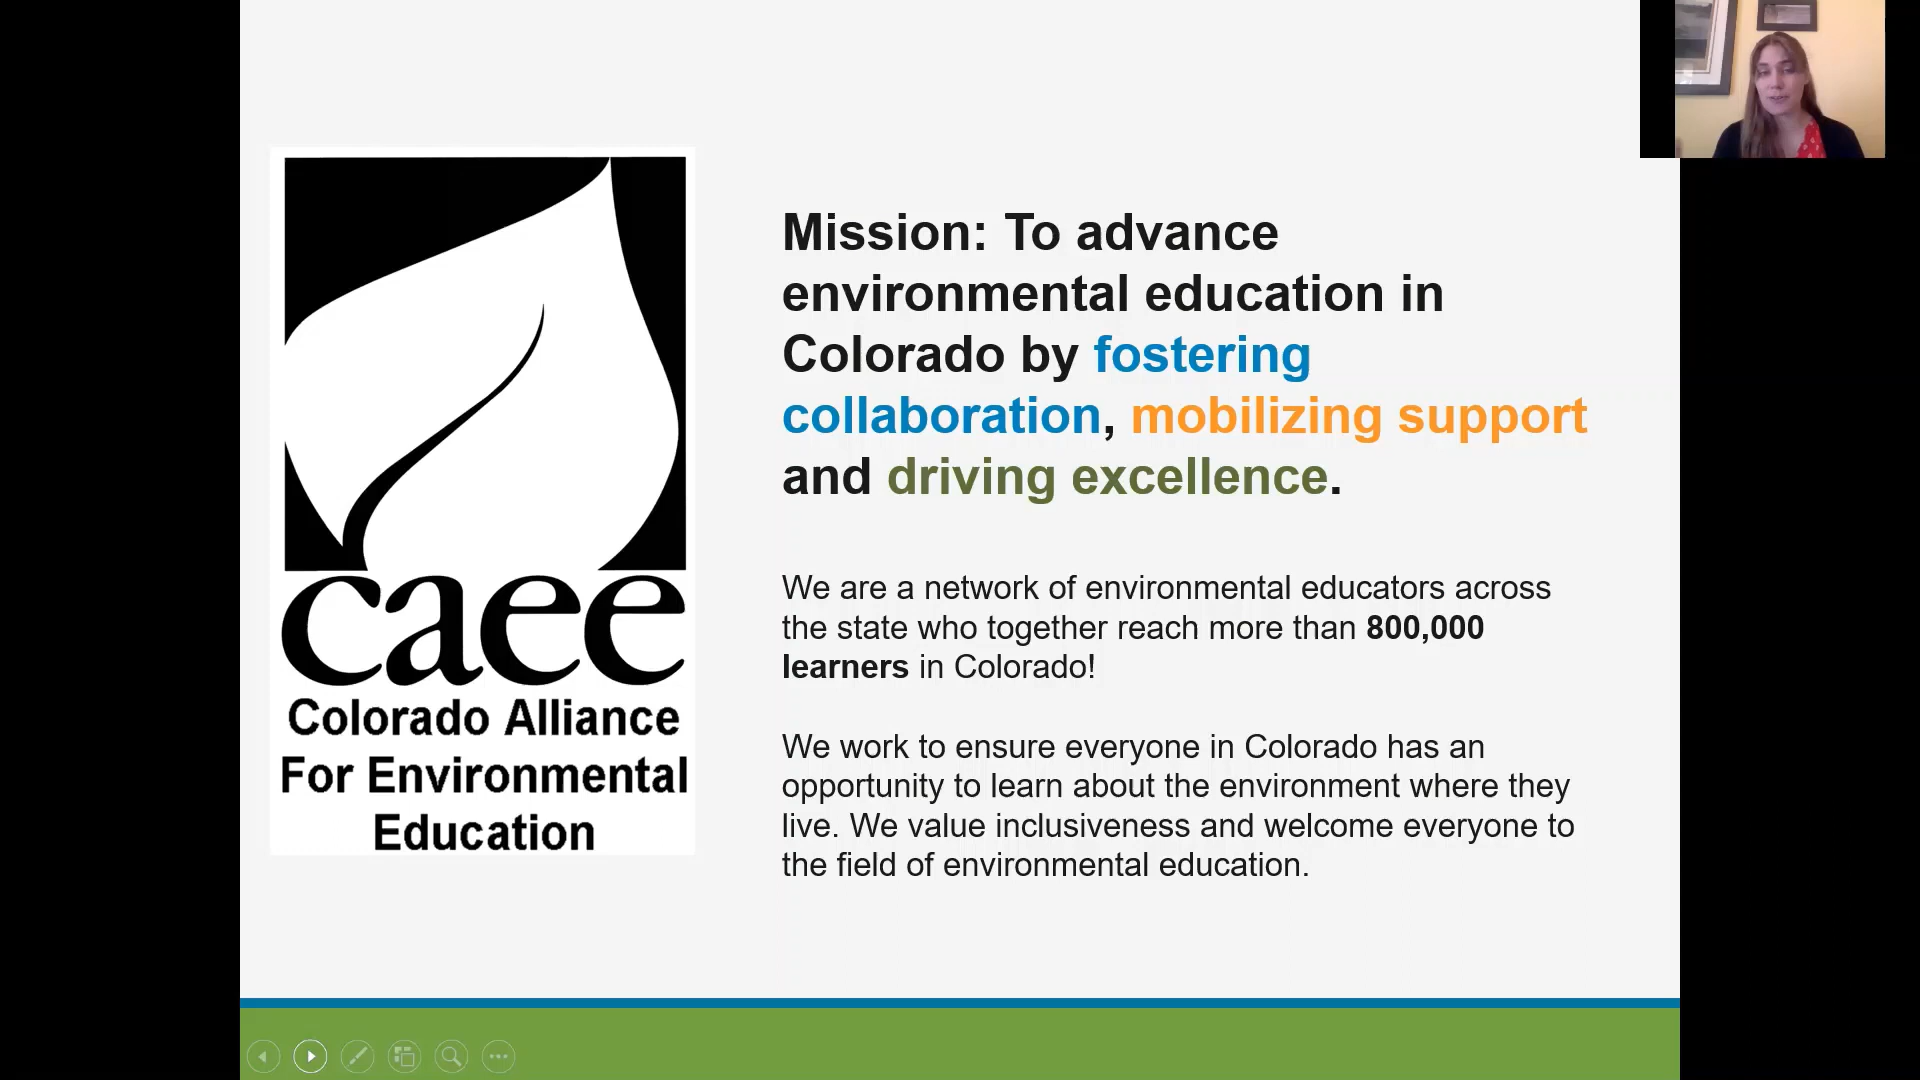 caee
Colorado Alliance
For Environmental
Education
Mission: To advance
environmental education in
Colorado by fostering
collaboration, mobilizing support
and driving excellence.
We are a network of environmental educators across
the state who together reach more than 800,000
learners in Colorado!
We work to ensure everyone in Colorado has an
opportunity to learn about the environment where they
live. We value inclusiveness and welcome everyone to
the field of environmental education.